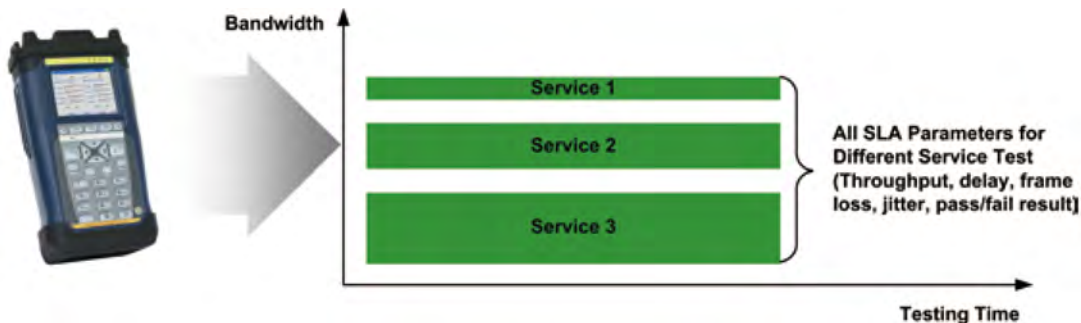 Bandwidth
Service 1
Service 2
Service 3
All SLA Parameters for
Different Service Test
(Throughput, delay, frame
loss, jitter, pass/fail result]
Testing Time